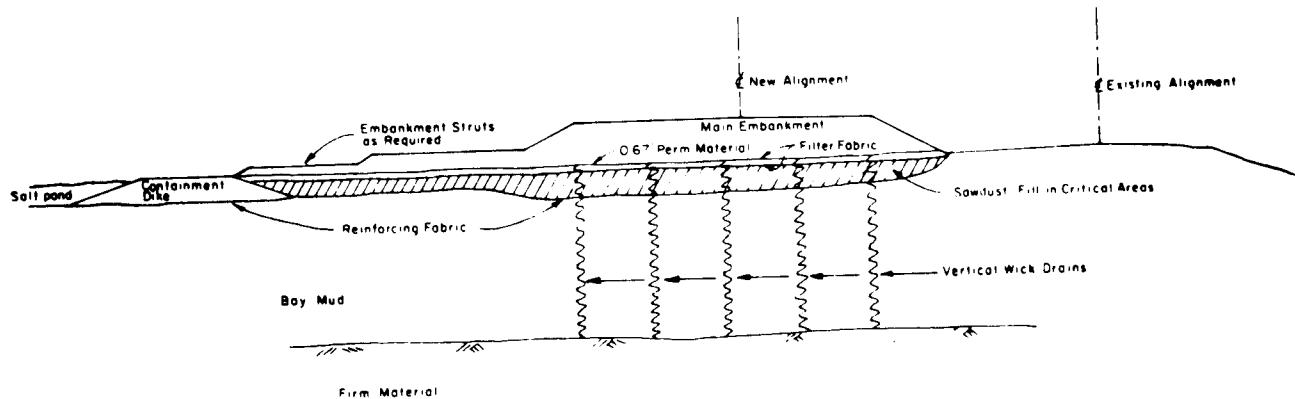 ℄ New Alignment
℄ Existing Alignment
Embankment Struts
as Required
Main Embankment
0.67' Perm Material
Filter Fabric
Salt pond
Containment
Dike
Sawdust Fill in Critical Areas
Reinforcing Fabric
Vertical Wick Drains
Bay Mud
Firm Material